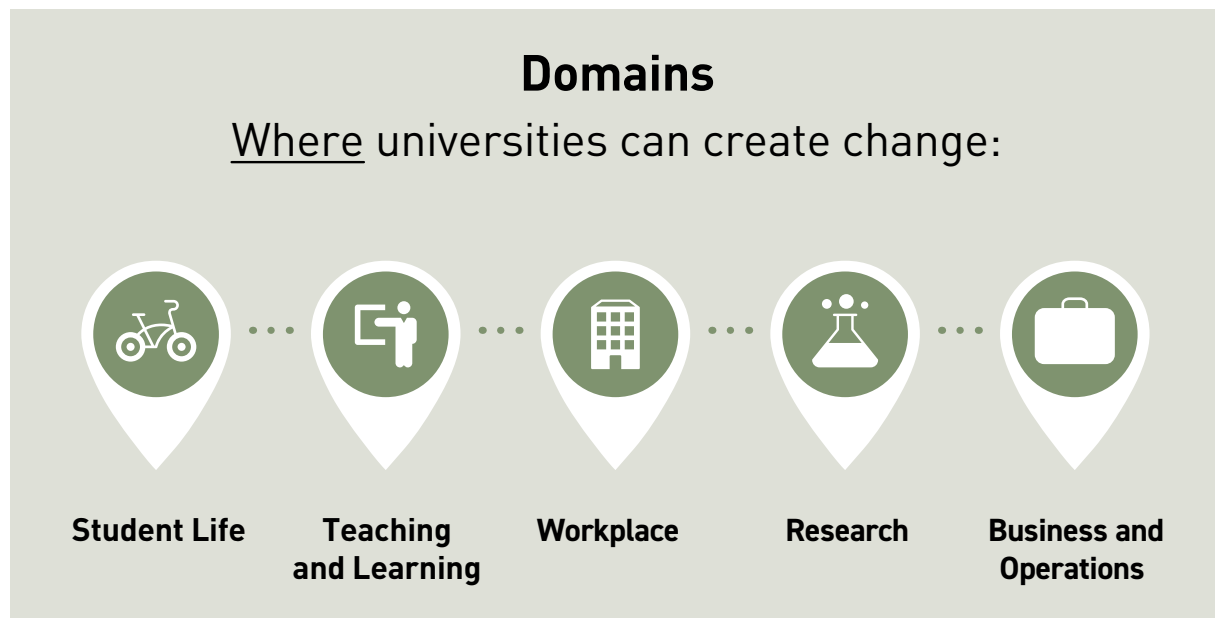 Domains
Where universities can create change:
Student Life
Teaching
and Learning
Workplace
Research
Business and
Operations